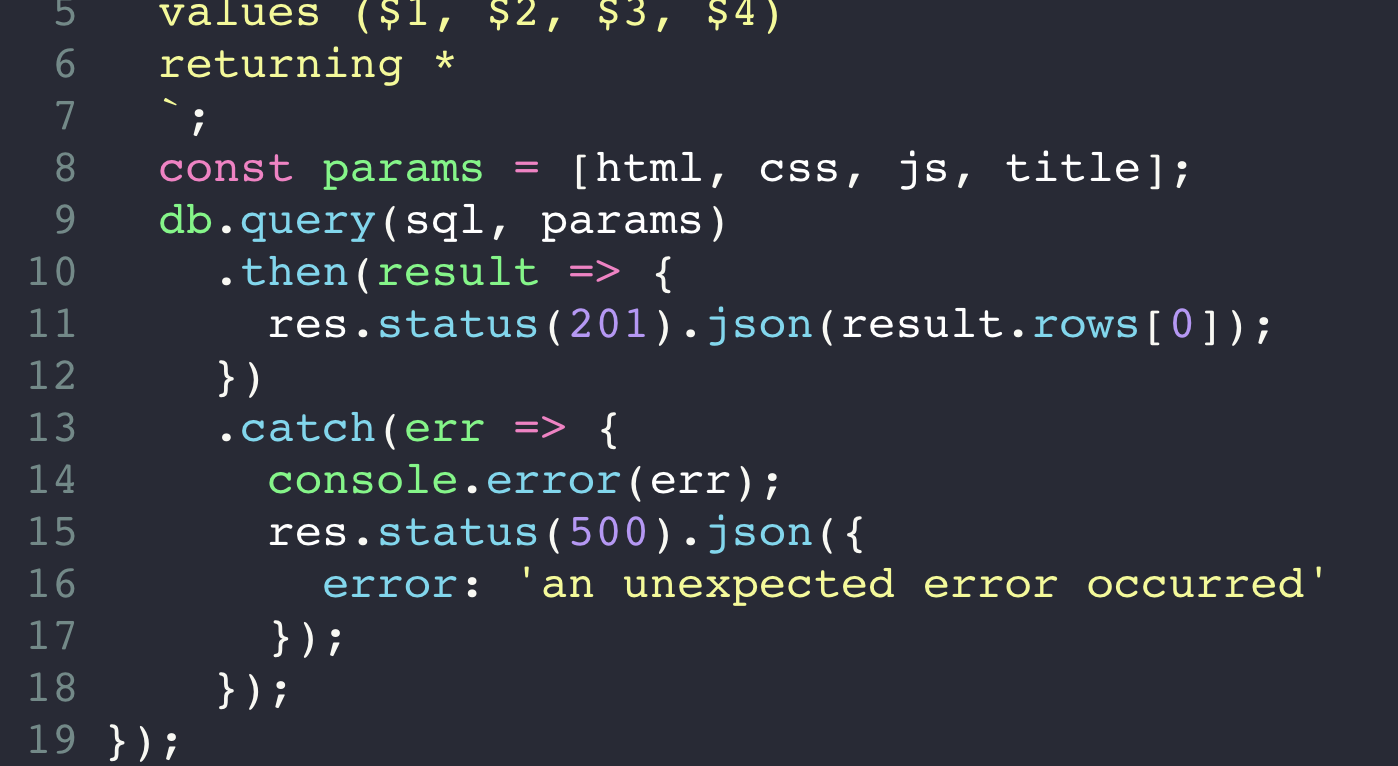 5   values ($1, $2, $3, $4)
6   returning *
7   `;
8   const params = [html, css, js, title];
9   db.query(sql, params)
10     .then(result => {
11       res.status(201).json(result.rows[0]);
12     })
13     .catch(err => {
14       console.error(err);
15       res.status(500).json({
16         error: 'an unexpected error occurred'
17       });
18     });
19 });